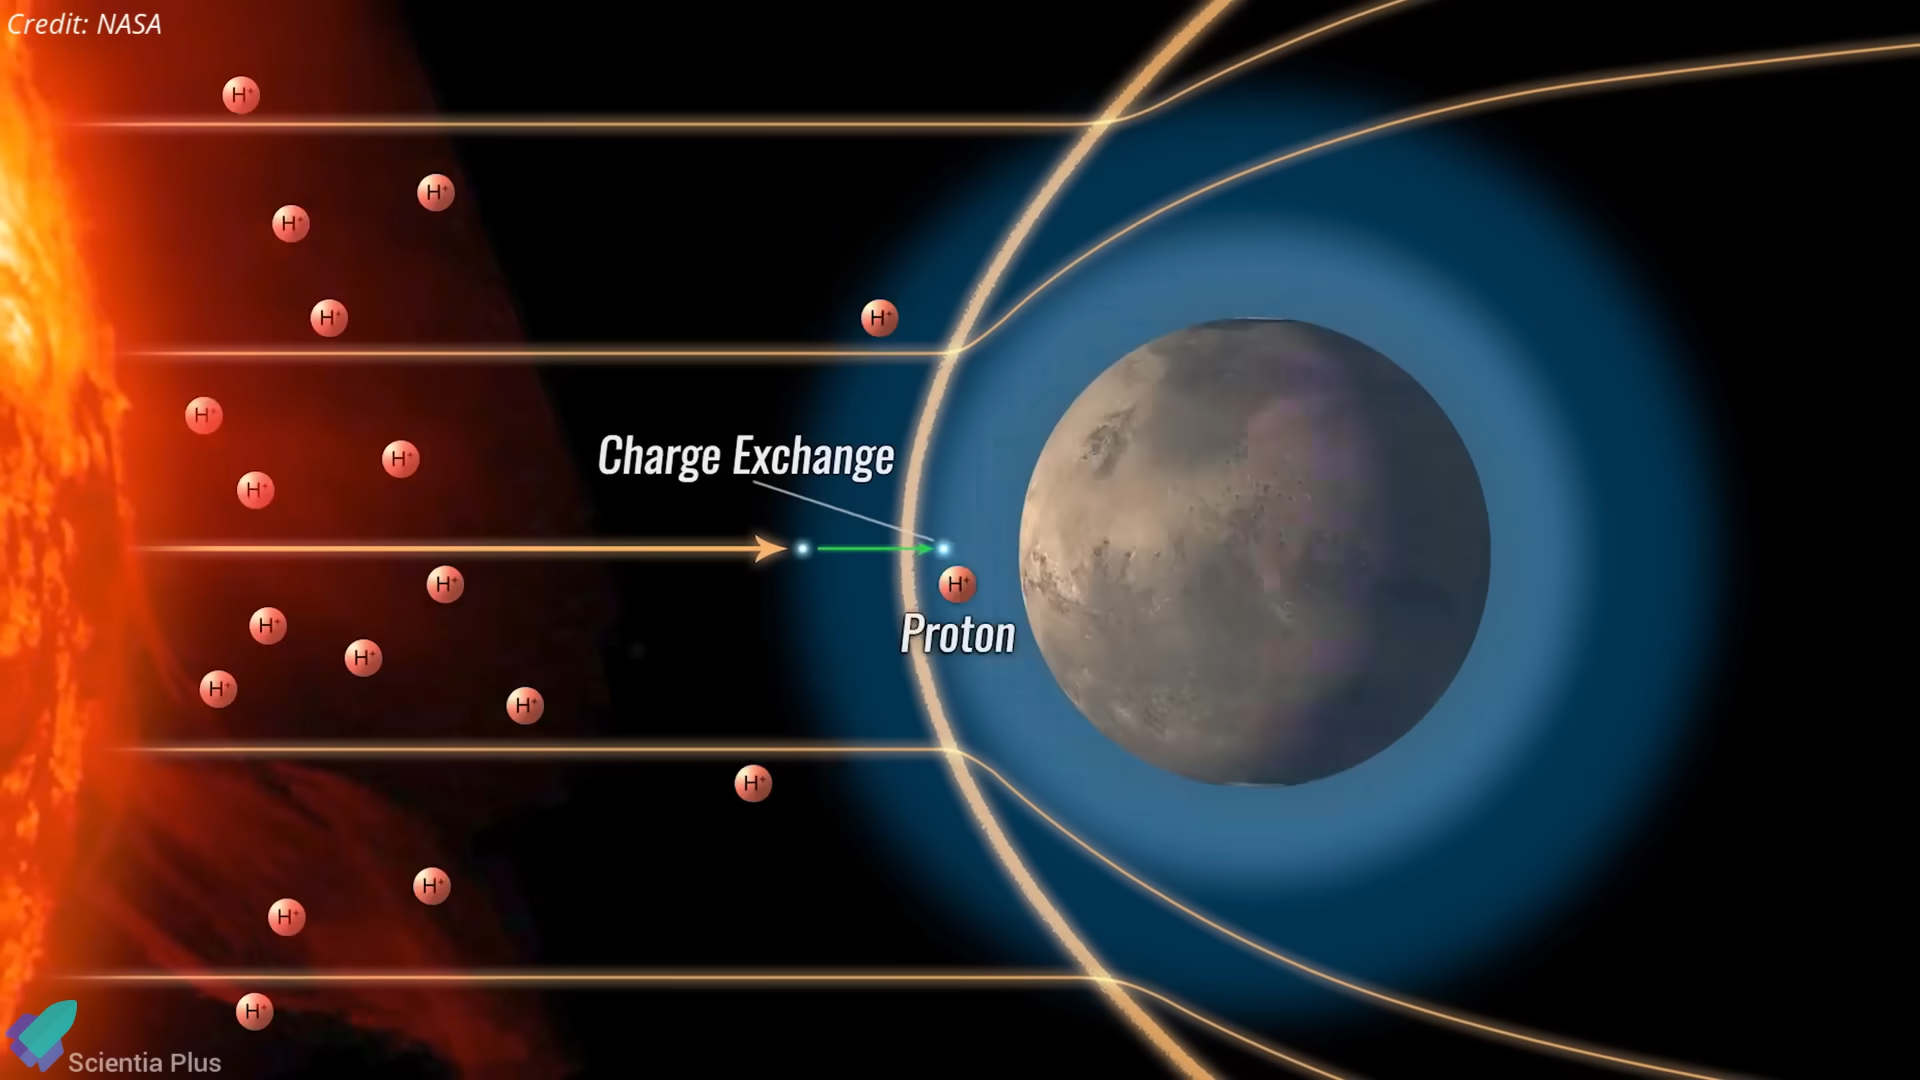 Credit: NASA
H⁺
H⁺
H⁺
H⁺
H⁺
H⁺
Charge Exchange
H⁺
H⁺
H⁺
H⁺
Proton
H⁺
H⁺
H⁺
H⁺
H⁺
H⁺
H⁺
H⁺
Scientia Plus